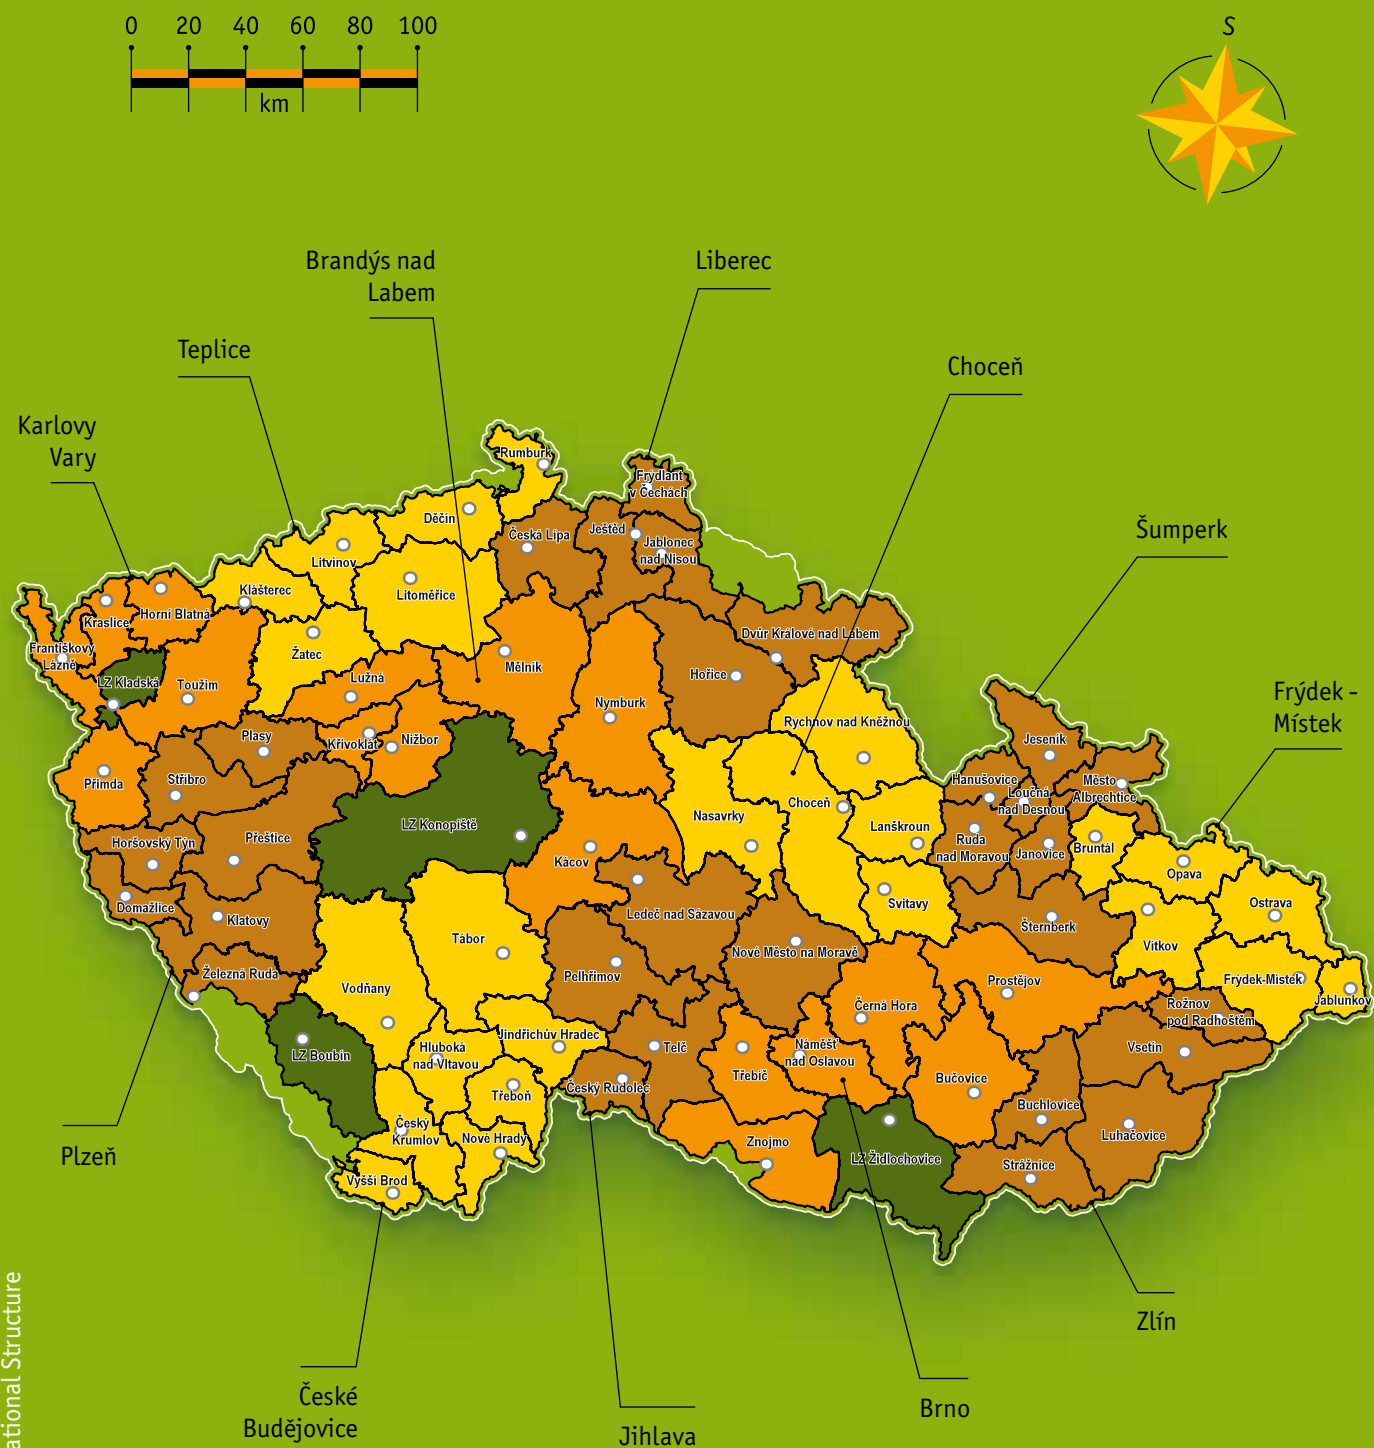 0 20 40 60 80 100
km
S
Brandýs nad
Labem
Liberec
Teplice
Choceň
Karlovy
Vary
Šumperk
Frýdek -
Místek
Rumburk
Frýdlant
v Čechách
Děčín
Česká Lípa
Ještěd
Jablonec
nad Nisou
Litvínov
Klášterec
Litoměřice
Kraslice
Horní Blatná
Františkovy
Lázně
Žatec
Dvůr Králové nad Labem
LZ Kladská
Toužim
Lužná
Mělník
Hořice
Nymburk
Rychnov nad Kněžnou
Plasy
Křivoklát
Nižbor
Jeseník
Přimda
Stříbro
Hanušovice
Město
Albrechtice
Loučná
nad Desnou
Choceň
Nasavrky
Lanškroun
LZ Konopiště
Horšovský Týn
Přeštice
Ruda
nad Moravou
Janovice
Bruntál
Kácov
Opava
Domažlice
Klatovy
Ledeč nad Sázavou
Svitavy
Šternberk
Ostrava
Tábor
Vítkov
Nové Město na Moravě
Železná Ruda
Pelhřimov
Prostějov
Frýdek-Místek
Vodňany
Jablunkov
Rožnov
pod Radhoštěm
Černá Hora
Jindřichův Hradec
Hluboká
nad Vltavou
LZ Boubín
Telč
Náměšť
nad Oslavou
Vsetín
Třebíč
Bučovice
Český Rudolec
Třeboň
Buchlovice
Český
Krumlov
Nové Hrady
Znojmo
LZ Židlochovice
Luhačovice
Strážnice
Vyšší Brod
Plzeň
České
Budějovice
Jihlava
Brno
Zlín
ational Structure